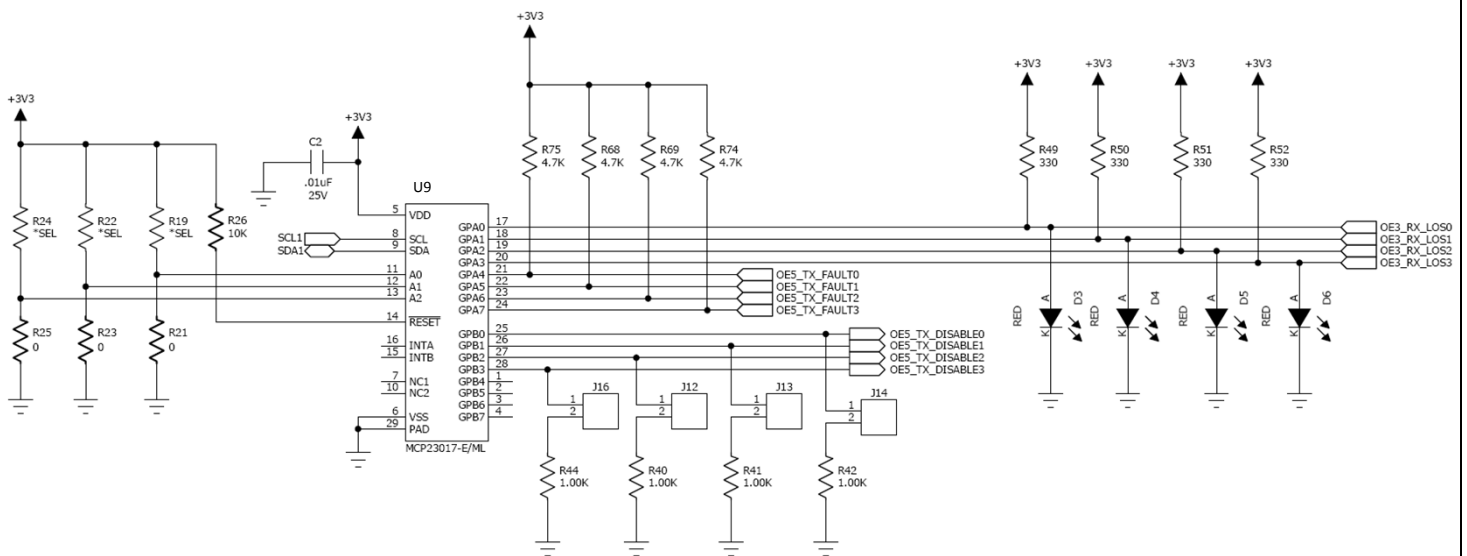 +3V3
+3V3
+3V3
+3V3
+3V3
+3V3
+3V3
R24
*SEL
R22
*SEL
R19
*SEL
R26
10K
R25
0
R23
0
R21
0
C2
.01uF
25V
SCL1
SDA1
U9
5 VDD
8 SCL
9 SDA
11 A0
12 A1
13 A2
14 RESET
16 INTA
15 INTB
7 NC1
10 NC2
6 VSS
29 PAD
GPA0 17
GPA1 18
GPA2 19
GPA3 20
GPA4 21
GPA5 22
GPA6 23
GPA7 24
GPB0 25
GPB1 26
GPB2 27
GPB3 28
GPB4 1
GPB5 2
GPB6 3
GPB7 4
MCP23017-E/ML
R75
4.7K
R68
4.7K
R69
4.7K
R74
4.7K
R49
330
R50
330
R51
330
R52
330
OE3_RX_LOS0
OE3_RX_LOS1
OE3_RX_LOS2
OE3_RX_LOS3
OE5_TX_FAULT0
OE5_TX_FAULT1
OE5_TX_FAULT2
OE5_TX_FAULT3
OE5_TX_DISABLE0
OE5_TX_DISABLE1
OE5_TX_DISABLE2
OE5_TX_DISABLE3
RED
A
K
D3
RED
A
K
D4
RED
A
K
D5
RED
A
K
D6
J16
1
2
J12
1
2
J13
1
2
J14
1
2
R44
1.00K
R40
1.00K
R41
1.00K
R42
1.00K